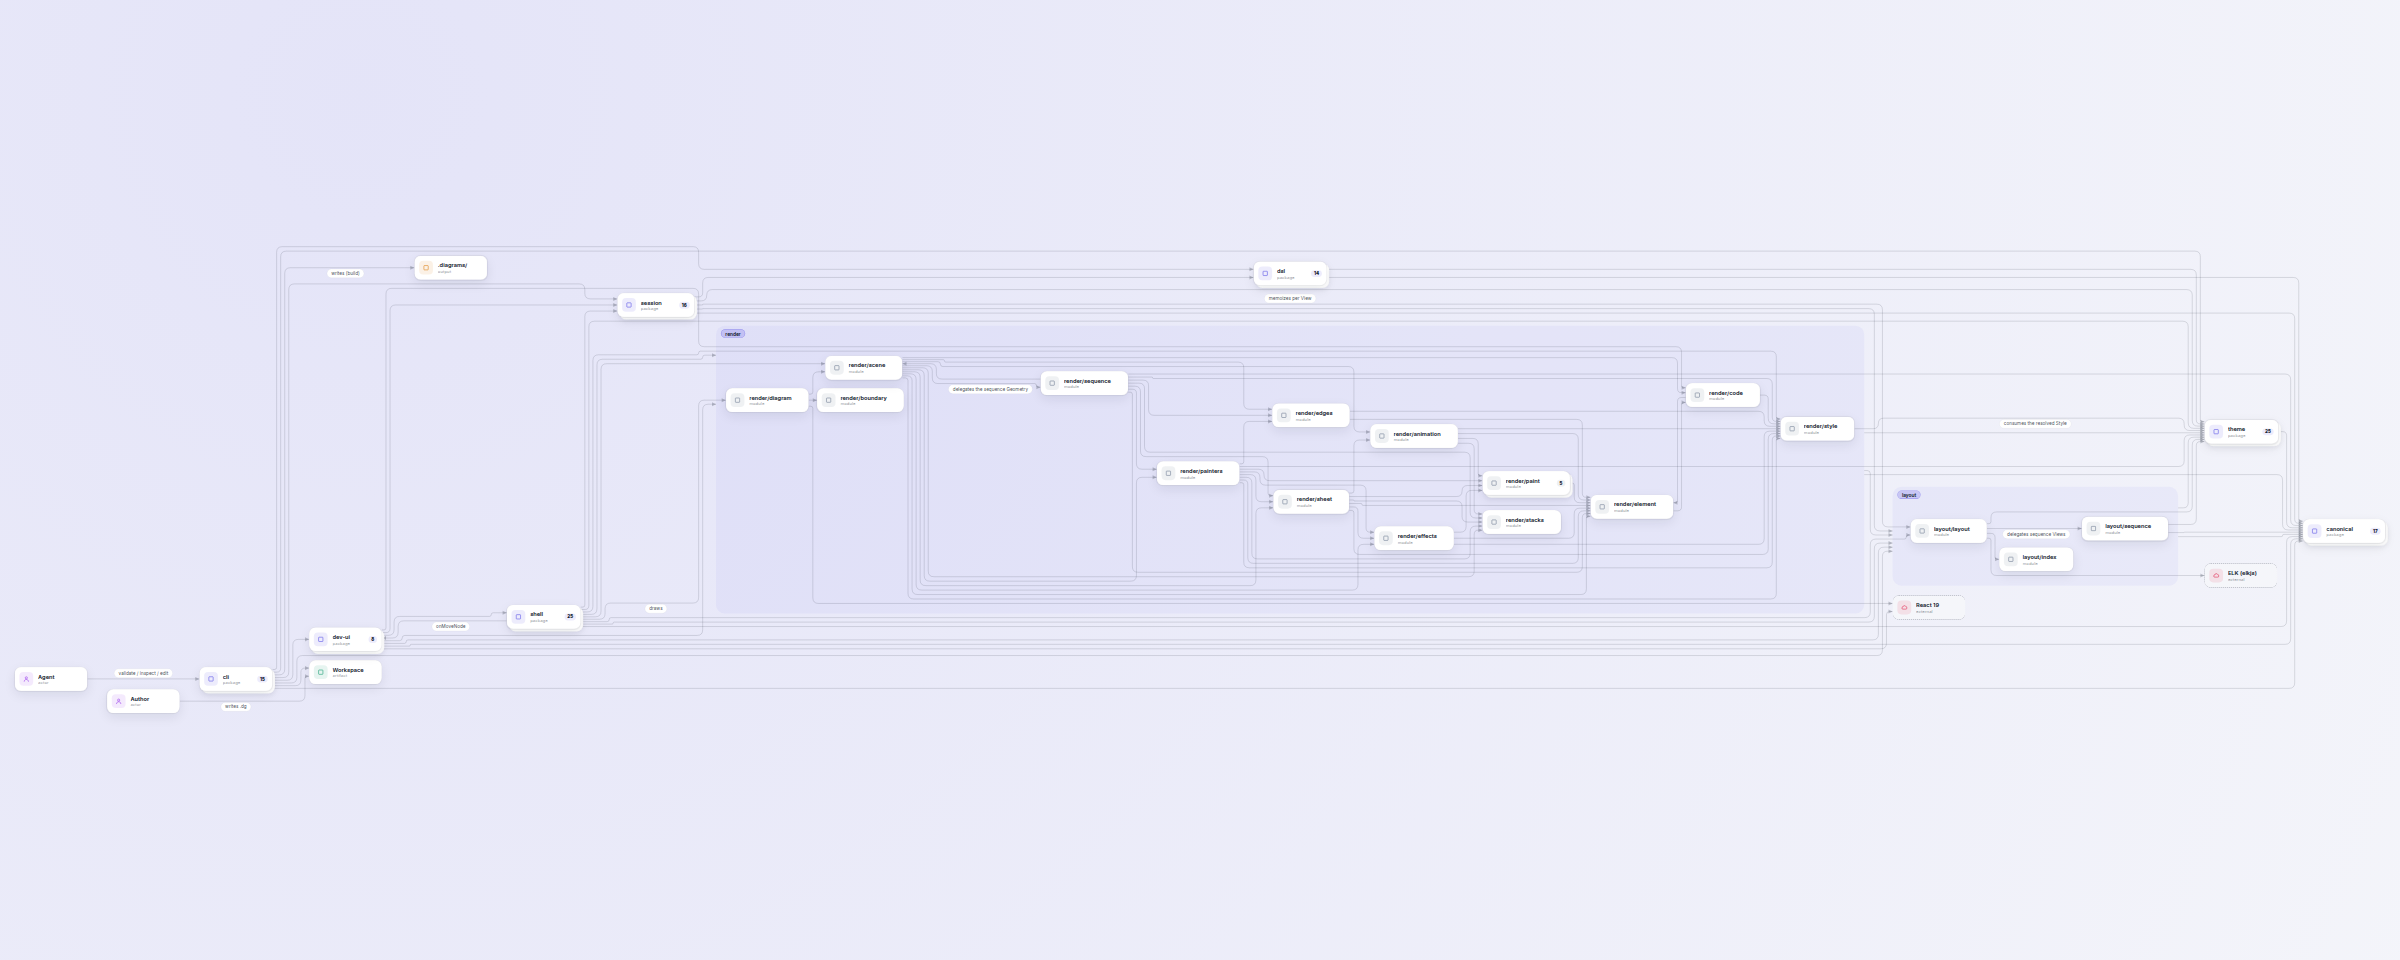 .diagrams/
output
writes (build)
session
package
16
dsl
package
14
memoizes per View
render
render/scene
module
render/diagram
module
render/boundary
module
delegates the sequence Geometry
render/sequence
module
render/edges
module
render/animation
module
render/code
module
render/style
module
consumes the resolved Style
theme
package
25
render/painters
module
render/sheet
module
render/paint
module
5
render/stacks
module
render/effects
module
render/element
module
layout
layout/layout
module
delegates sequence Views
layout/sequence
module
layout/index
module
canonical
package
17
ELK (elkjs)
external
React 19
external
draws
shell
package
25
onMoveNode
dev-ui
package
8
Workspace
artifact
Agent
actor
validate / inspect / edit
cli
package
15
Author
actor
writes .dg